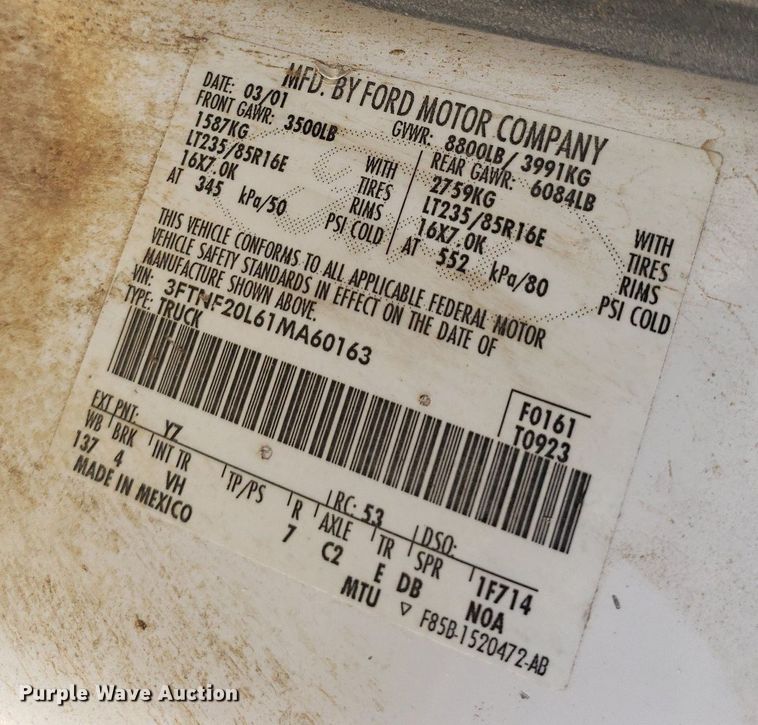 MFD. BY FORD MOTOR COMPANY
DATE: 03/01 GVWR: 8800LB/ 3991KG
FRONT GAWR: 3500LB REAR GAWR: 6084LB
1587KG WITH 2759KG WITH
LT235/85R16E TIRES LT235/85R16E TIRES
16X7.0K RIMS 16X7.0K RIMS
AT 345 kPa/50 PSI COLD AT 552 kPa/80 PSI COLD
THIS VEHICLE CONFORMS TO ALL APPLICABLE FEDERAL MOTOR
VEHICLE SAFETY STANDARDS IN EFFECT ON THE DATE OF
MANUFACTURE SHOWN ABOVE.
VIN: 3FTNF20L61MA60163
TYPE: TRUCK
F0161
T0923
EXT PNT: YZ RC: 53 DSO:
WB BRK INT TR TP/PS R AXLE TR SPR 1F714
137 4 VH 7 C2 E DB N0A
MADE IN MEXICO MTU ▽ F85B-1520472-AB
Purple Wave Auction